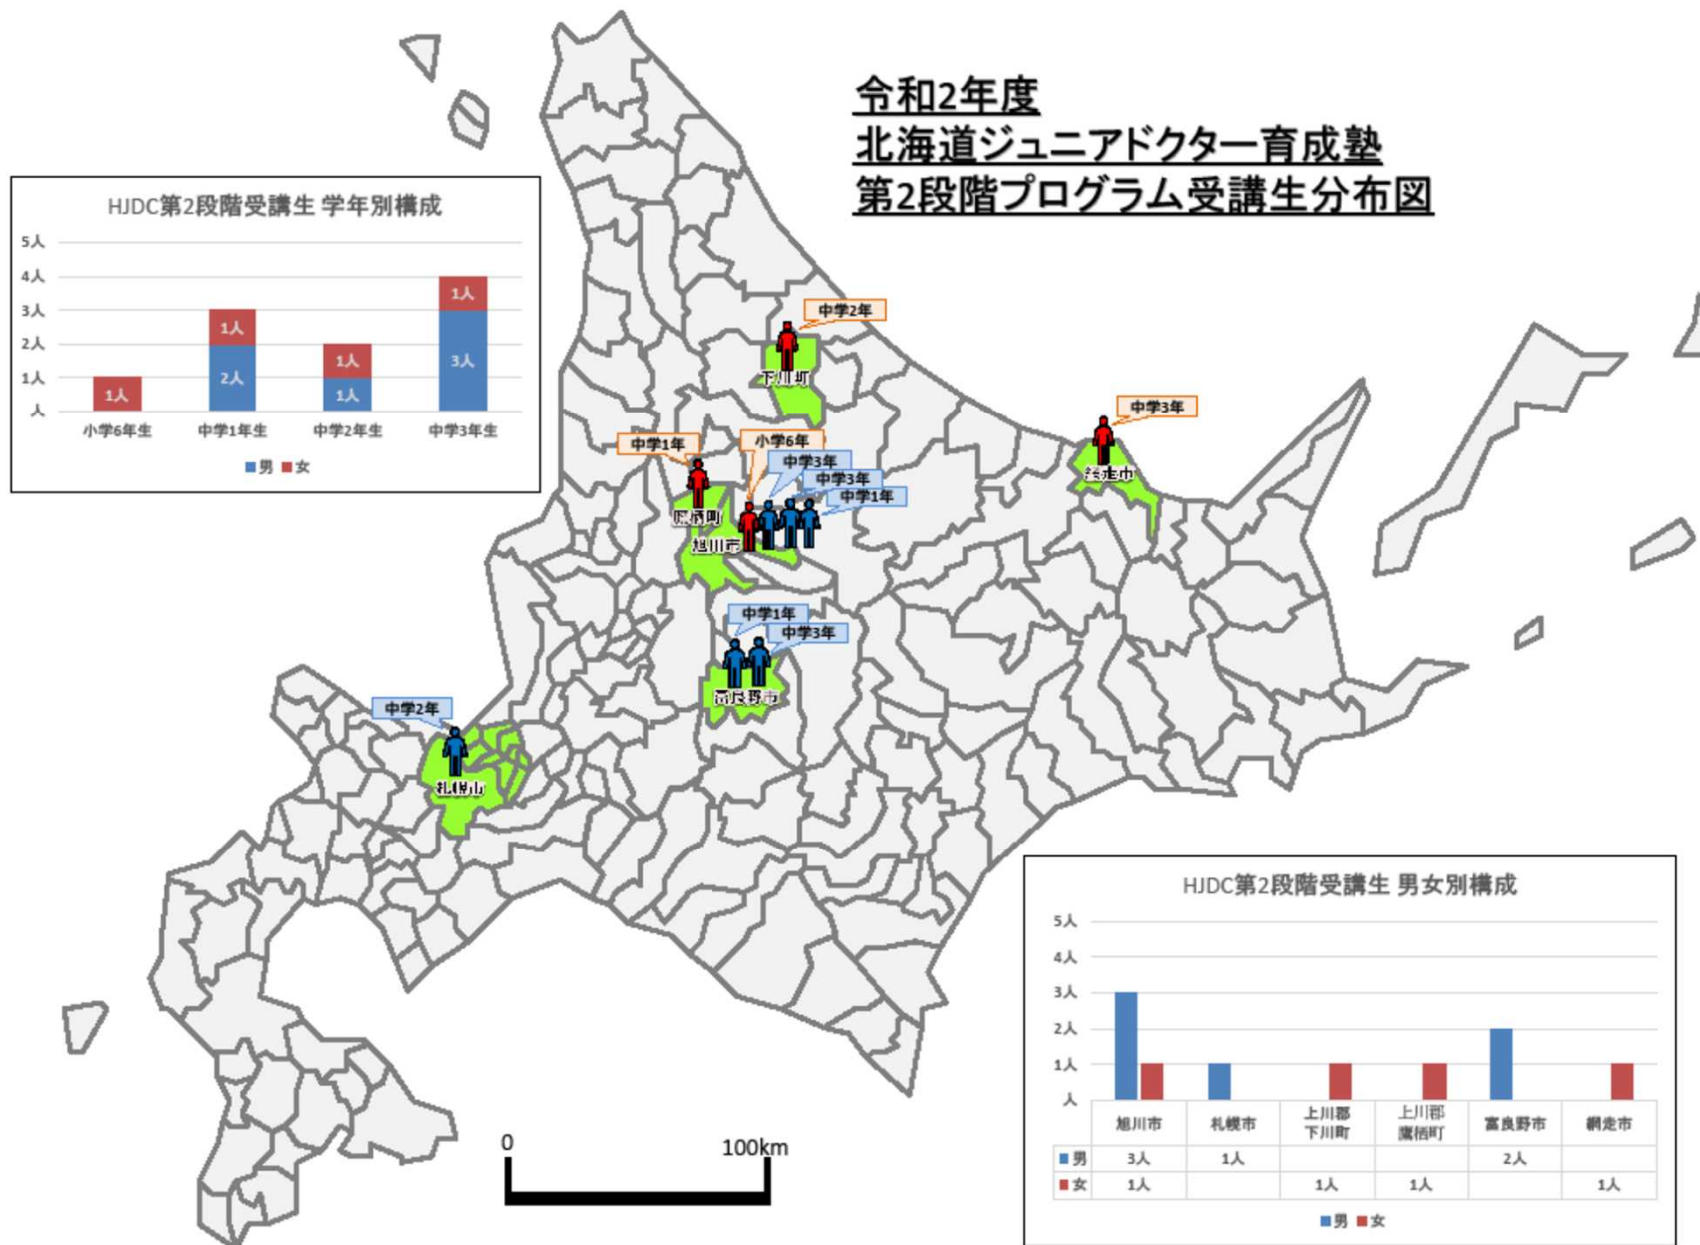 令和2年度
北海道ジュニアドクター育成塾
第2段階プログラム受講生分布図
HJDC第2段階受講生 学年別構成
5人
4人
3人
2人
1人
人
1人
1人
2人
1人
1人
1人
3人
小学6年生 中学1年生 中学2年生 中学3年生
男 女
中学2年
下川町
中学3年
網走市
中学1年
小学6年
中学3年
中学3年
中学1年
鷹栖町
旭川市
中学1年
中学3年
富良野市
中学2年
札幌市
0 100km
HJDC第2段階受講生 男女別構成
5人
4人
3人
2人
1人
人
旭川市 札幌市 上川郡下川町 上川郡鷹栖町 富良野市 網走市
男 3人 1人 2人
女 1人 1人 1人 1人
男 女